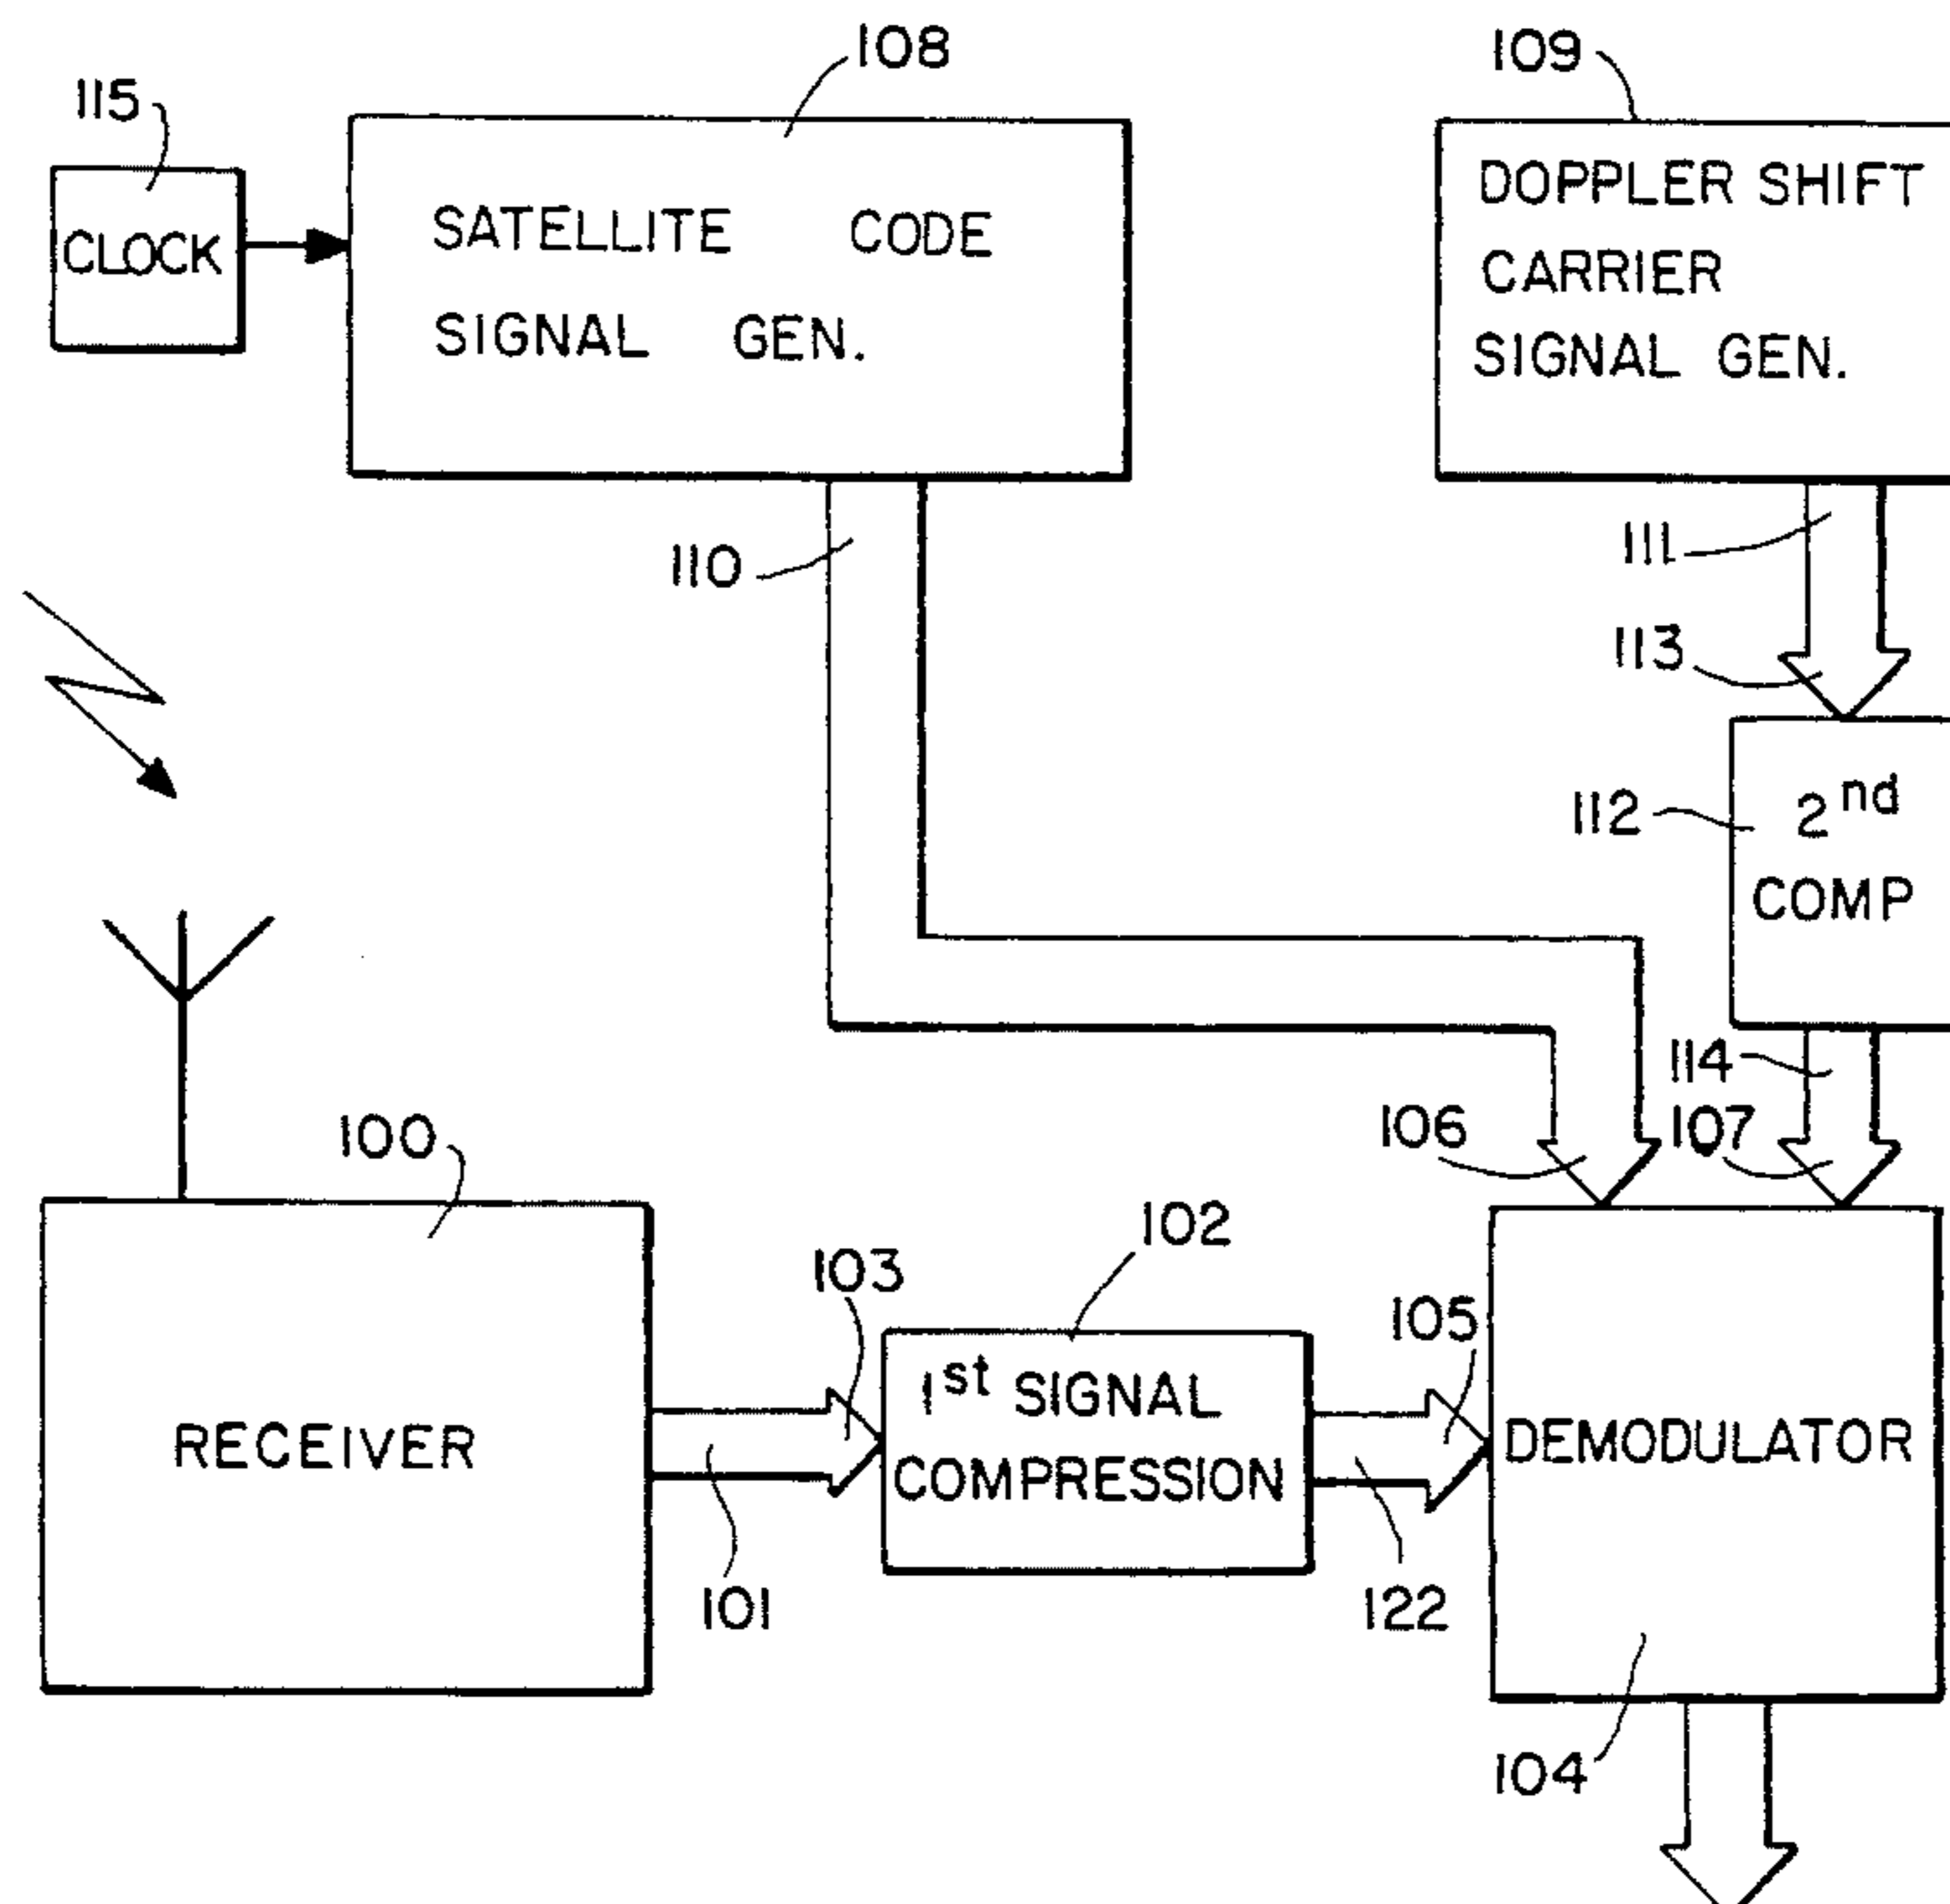 108
109
115
CLOCK
SATELLITE CODE
SIGNAL GEN.
DOPPLER SHIFT
CARRIER
SIGNAL GEN.
110
111
113
112
2nd
COMP
114
106
107
100
102
103
105
RECEIVER
1st SIGNAL
COMPRESSION
DEMODULATOR
101
122
104